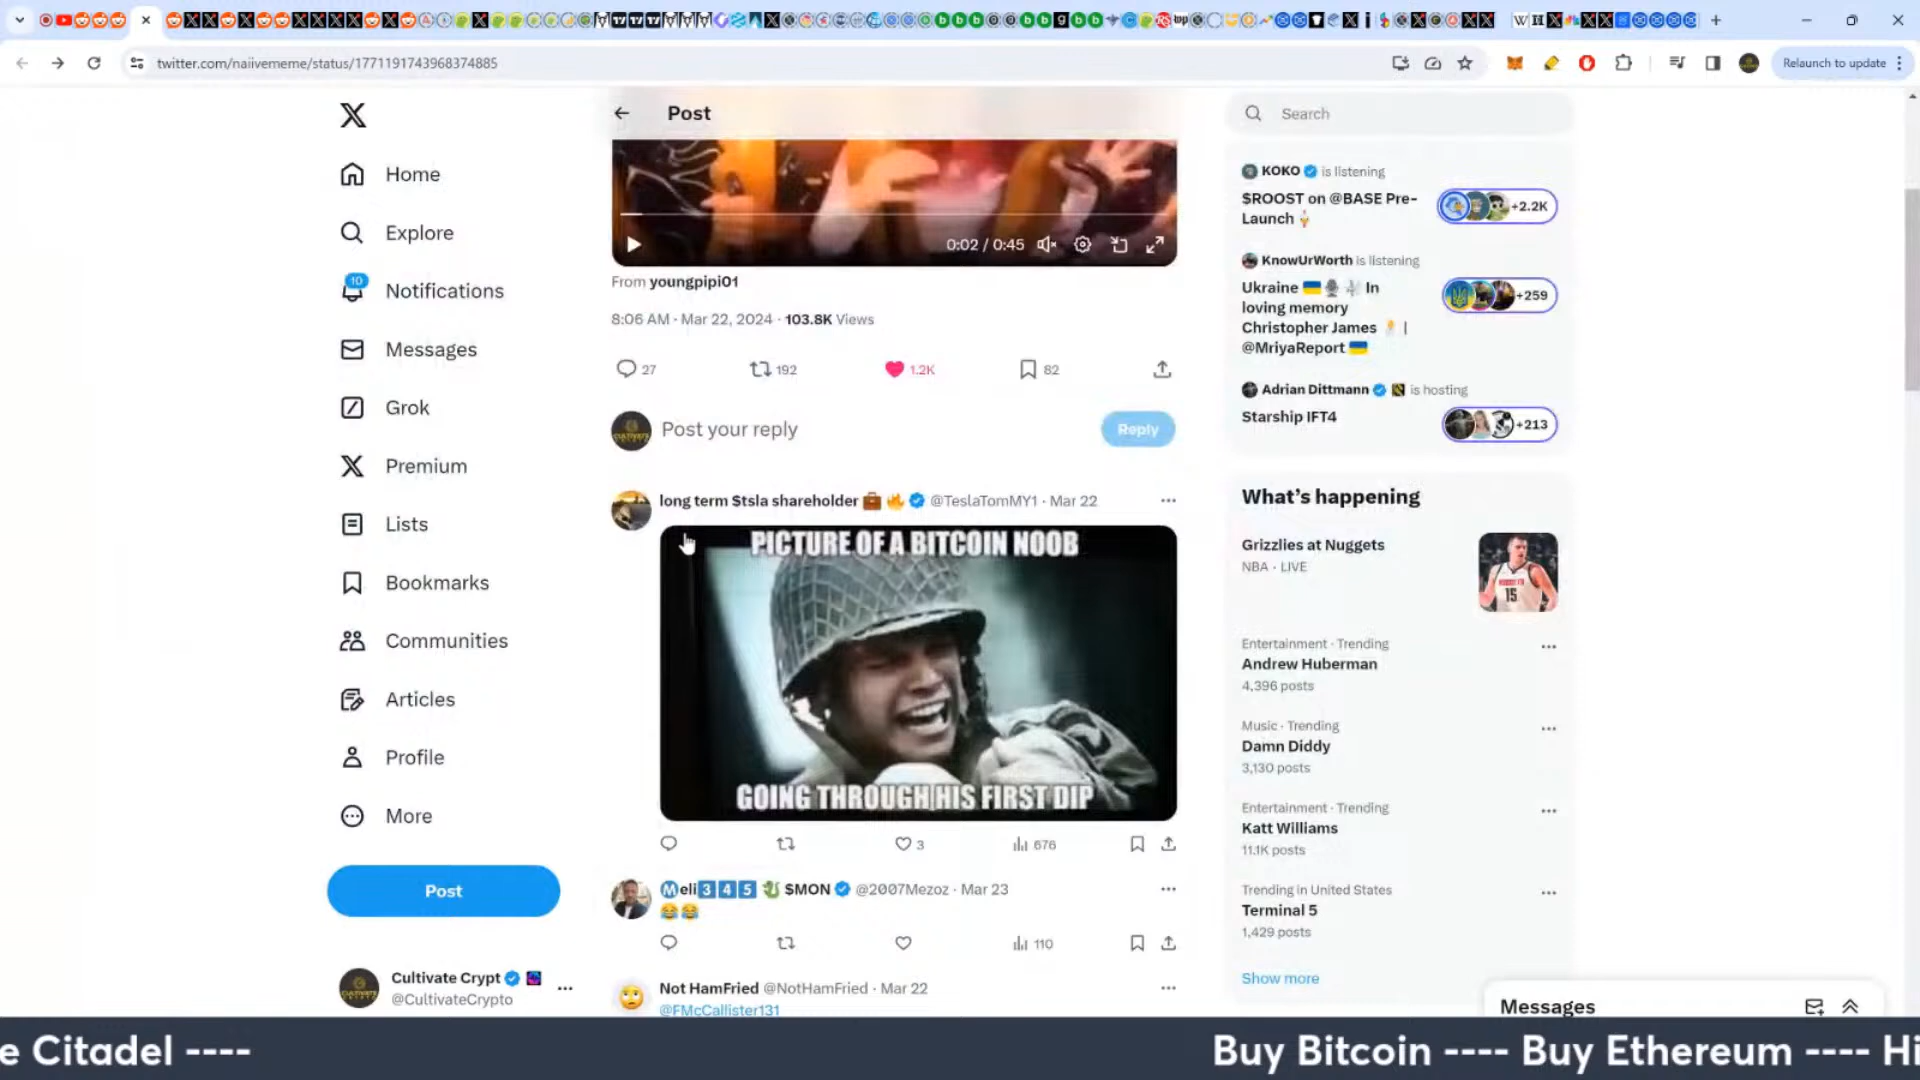 twitter.com/naiivememe/status/1771191743968374885
Relaunch to update
Post
Search
Home
Explore
10
Notifications
Messages
Grok
Premium
Lists
Bookmarks
Communities
Articles
Profile
More
Post
Cultivate Crypt
@CultivateCrypto
0:02 / 0:45
From youngpipi01
8:06 AM · Mar 22, 2024 · 103.8K Views
27
192
1.2K
82
Post your reply
Reply
long term $tsla shareholder 💼 🔥 @TeslaTomMY1 · Mar 22
PICTURE OF A BITCOIN NOOB
GOING THROUGH HIS FIRST DIP
3
676
Ⓜ️eli3️⃣4️⃣5️⃣ 🐉 $MON @2007Mezoz · Mar 23
😂😂
110
Not HamFried @NotHamFried · Mar 22
@FMcCallister131
KOKO is listening
$ROOST on @BASE Pre-
Launch
+2.2K
KnowUrWorth is listening
Ukraine 🇺🇦🎙️🕊️ In
loving memory
Christopher James |
@MriyaReport 🇺🇦
+259
Adrian Dittmann is hosting
Starship IFT4
+213
What's happening
Grizzlies at Nuggets
NBA · LIVE
15
Entertainment · Trending
Andrew Huberman
4,396 posts
Music · Trending
Damn Diddy
3,130 posts
Entertainment · Trending
Katt Williams
11.1K posts
Trending in United States
Terminal 5
1,429 posts
Show more
Messages
e Citadel ----
Buy Bitcoin ---- Buy Ethereum ---- Hi